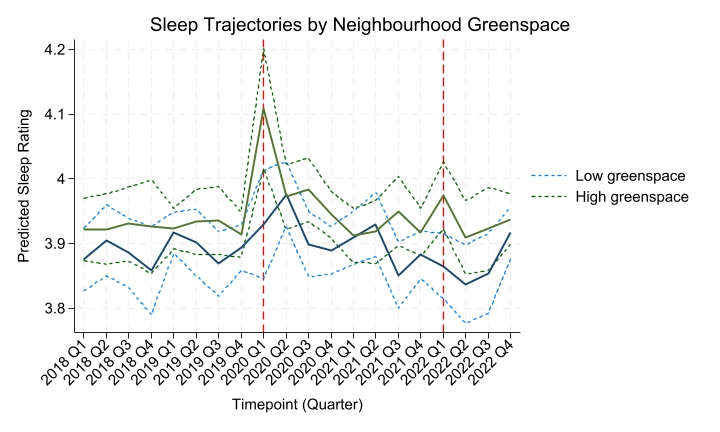 Sleep Trajectories by Neighbourhood Greenspace
Predicted Sleep Rating
4.2
4.1
4
3.9
3.8
2018 Q1
2018 Q2
2018 Q3
2018 Q4
2019 Q1
2019 Q2
2019 Q3
2019 Q4
2020 Q1
2020 Q2
2020 Q3
2020 Q4
2021 Q1
2021 Q2
2021 Q3
2021 Q4
2022 Q1
2022 Q2
2022 Q3
2022 Q4
Timepoint (Quarter)
Low greenspace
High greenspace